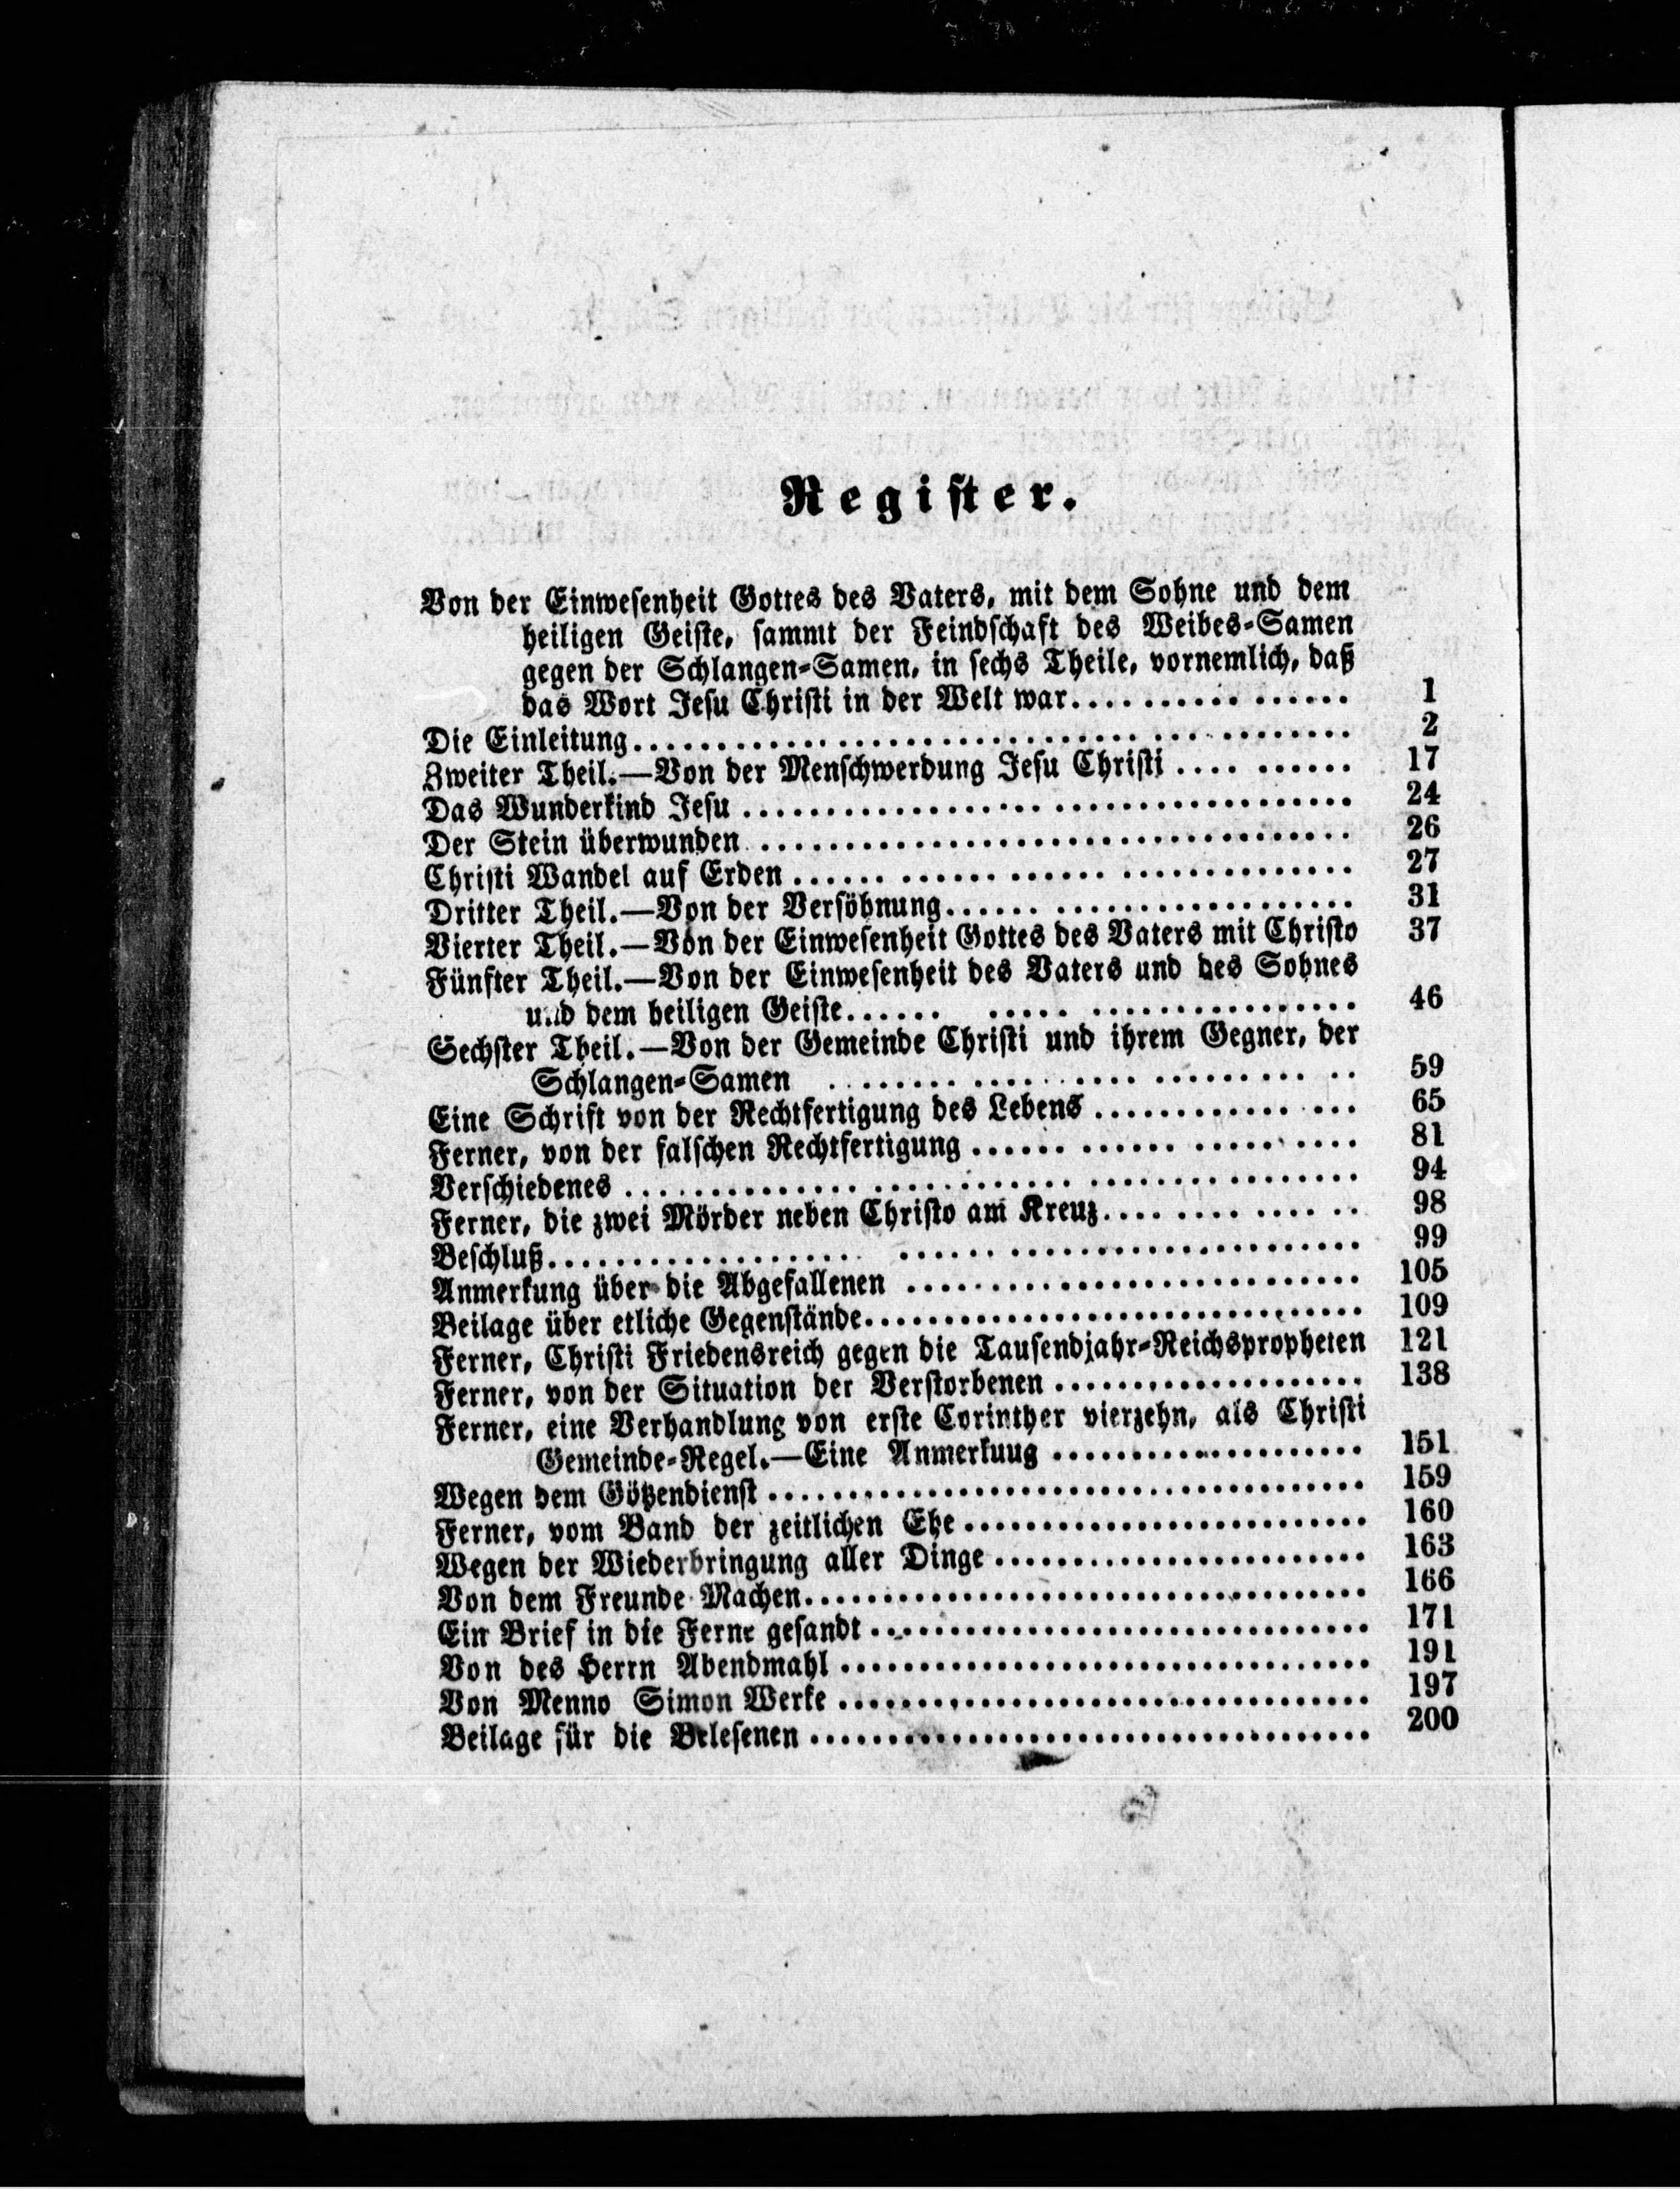 Register.
Von der Einwesenheit Gottes des Vaters, mit dem Sohne und dem
heiligen Geiste, sammt der Feindschaft des Weibes-Samen
gegen der Schlangen-Samen, in sechs Theile, vornemlich, daß
das Wort Jesu Christi in der Welt war.................... 1
Die Einleitung........................................ 2
Zweiter Theil.—Von der Menschwerdung Jesu Christi .......... 17
Das Wunderkind Jesu .................................. 24
Der Stein überwunden .................................. 26
Christi Wandel auf Erden ................................ 27
Dritter Theil.—Von der Versöhnung........................ 31
Vierter Theil.—Von der Einwesenheit Gottes des Vaters mit Christo 37
Fünfter Theil.—Von der Einwesenheit des Vaters und des Sohnes
und dem heiligen Geiste............................ 46
Sechster Theil.—Von der Gemeinde Christi und ihrem Gegner, der
Schlangen-Samen .............................. 59
Eine Schrift von der Rechtfertigung des Lebens ................ 65
Ferner, von der falschen Rechtfertigung ..................... 81
Verschiedenes ........................................ 94
Ferner, die zwei Mörder neben Christo am Kreuz.............. 98
Beschluß............................................ 99
Anmerkung über die Abgefallenen .......................... 105
Beilage über etliche Gegenstände............................ 109
Ferner, Christi Friedensreich gegen die Tausendjahr-Reichspropheten 121
Ferner, von der Situation der Verstorbenen .................... 138
Ferner, eine Verhandlung von erste Corinther vierzehn, als Christi
Gemeinde-Regel.—Eine Anmerkuug .................... 151
Wegen dem Götzendienst .................................. 159
Ferner, vom Band der zeitlichen Ehe .......................... 160
Wegen der Wiederbringung aller Dinge ........................ 163
Von dem Freunde Machen.................................. 166
Ein Brief in die Ferne gesandt .............................. 171
Von des Herrn Abendmahl ................................ 191
Von Menno Simon Werke ................................ 197
Beilage für die Belesenen .................................. 200